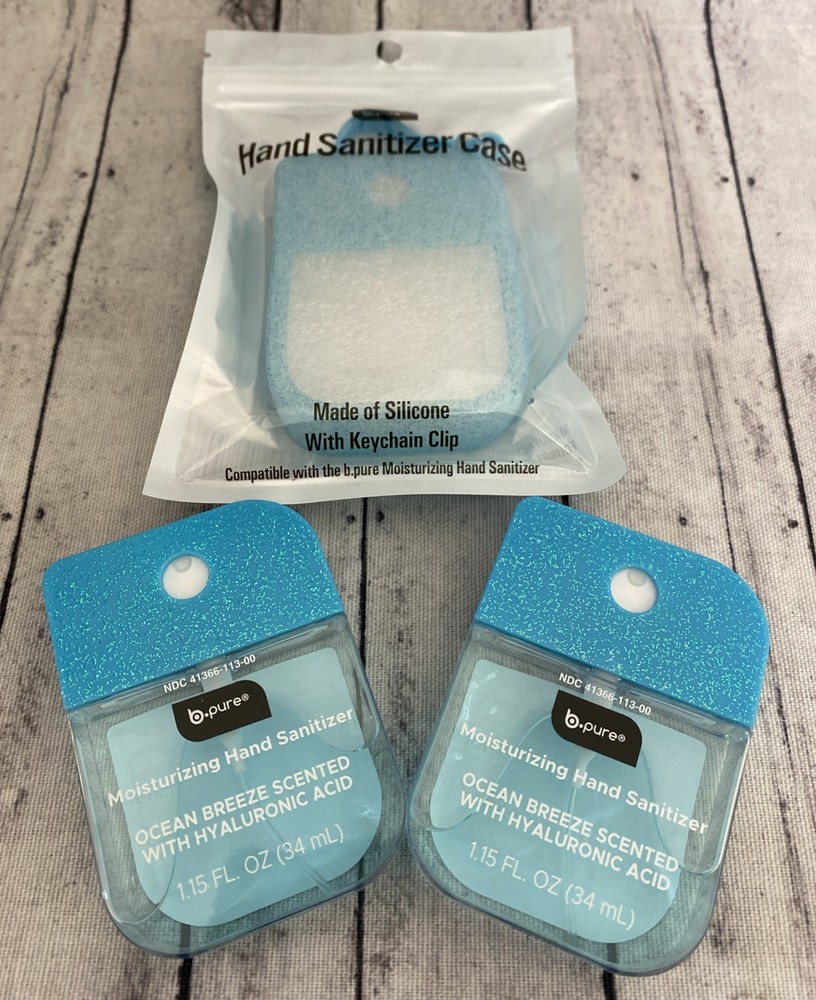 Hand Sanitizer Case
Made of Silicone
With Keychain Clip
Compatible with the b.pure Moisturizing Hand Sanitizer
NDC 41366-113-00
b.pure®
Moisturizing Hand Sanitizer
OCEAN BREEZE SCENTED
WITH HYALURONIC ACID
1.15 FL. OZ (34 mL)
NDC 41366-113-00
b.pure®
Moisturizing Hand Sanitizer
OCEAN BREEZE SCENTED
WITH HYALURONIC ACID
1.15 FL. OZ (34 mL)